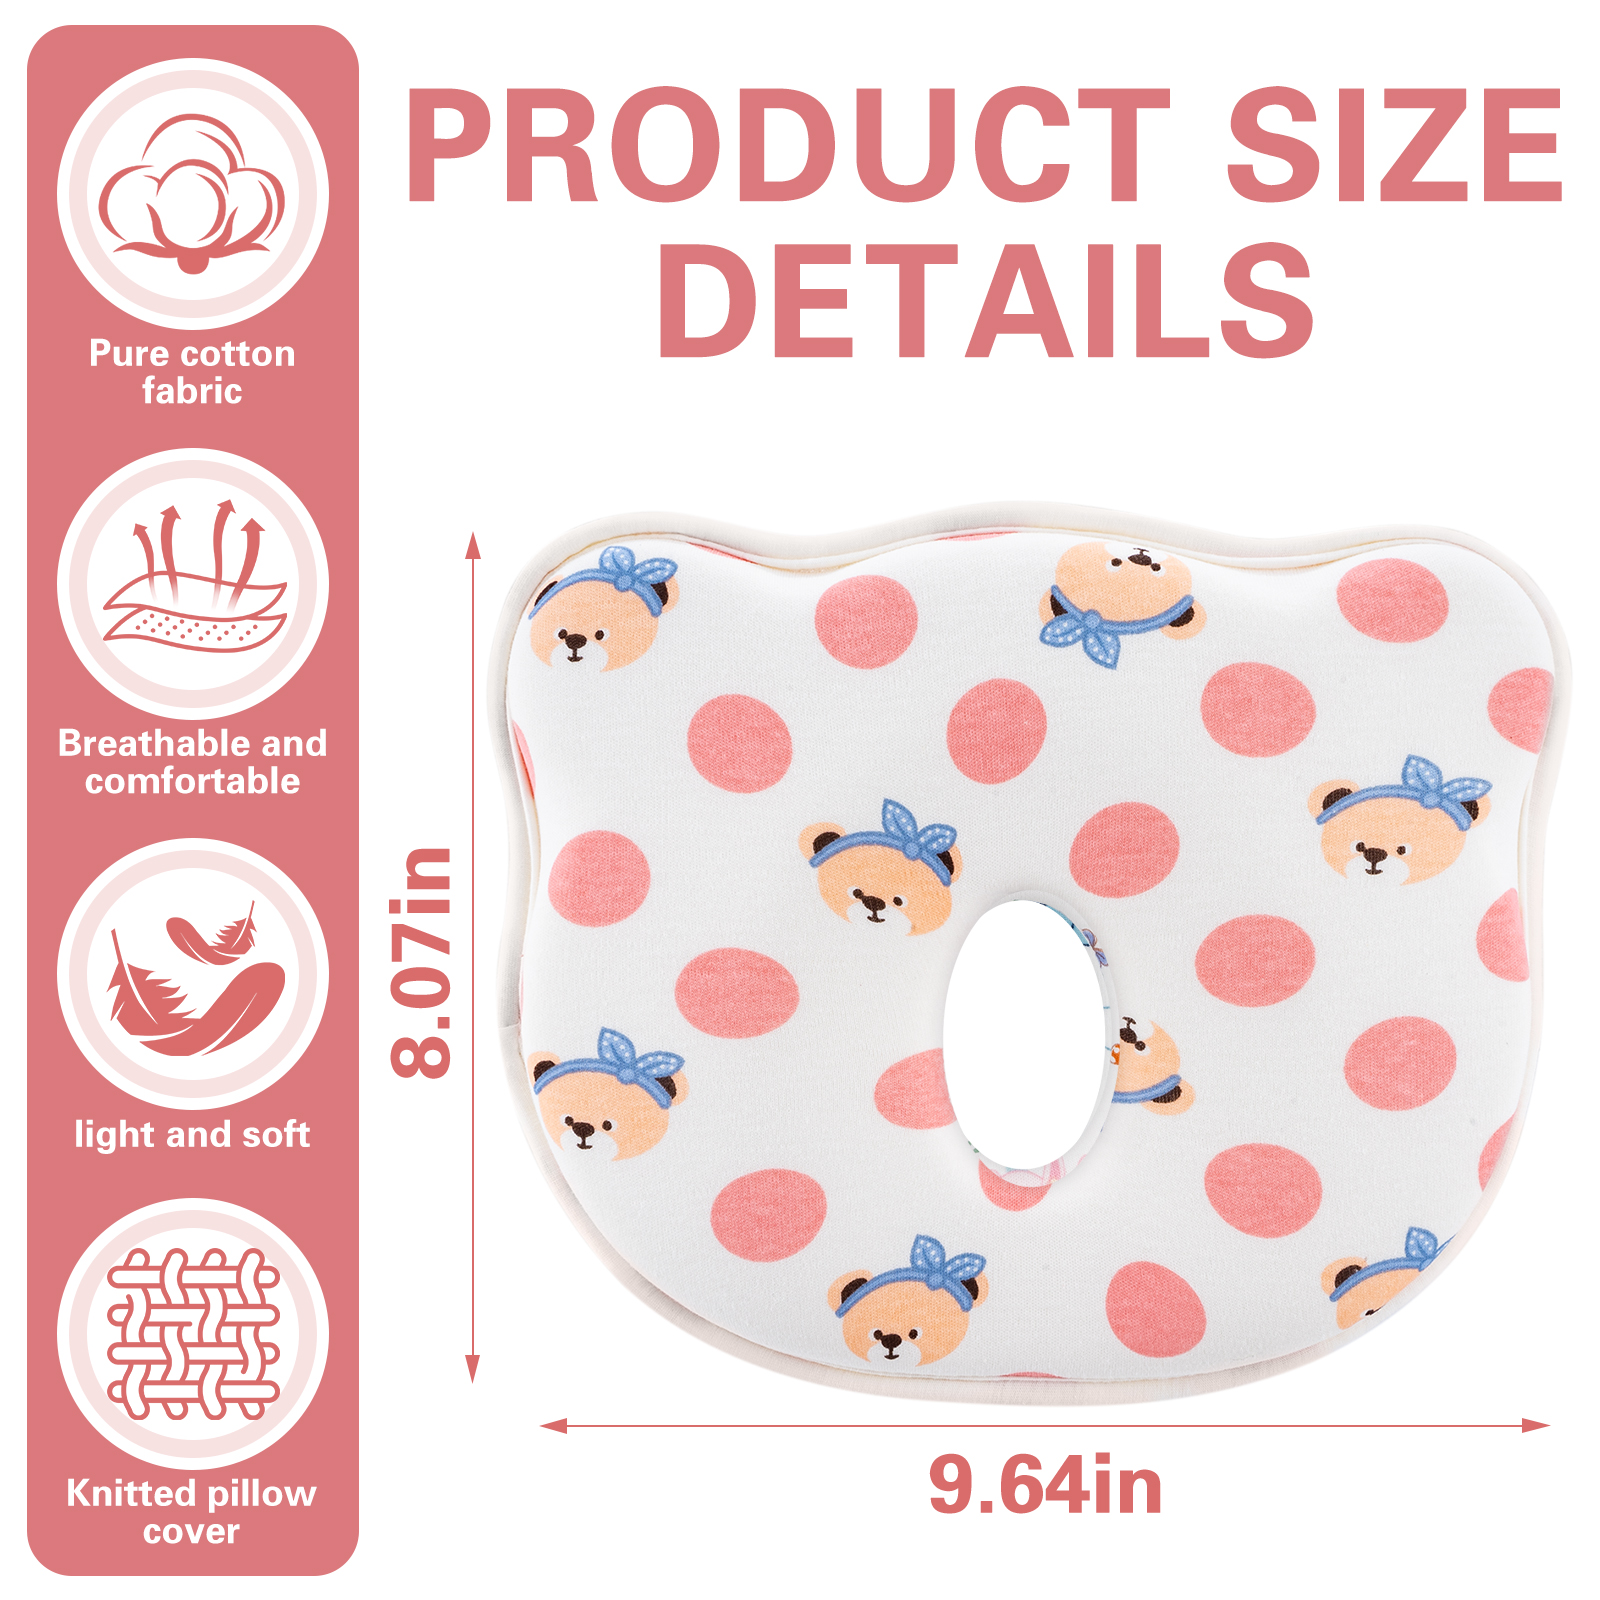 PRODUCT SIZE
DETAILS
Pure cotton
fabric
Breathable and
comfortable
light and soft
Knitted pillow
cover
8.07in
9.64in